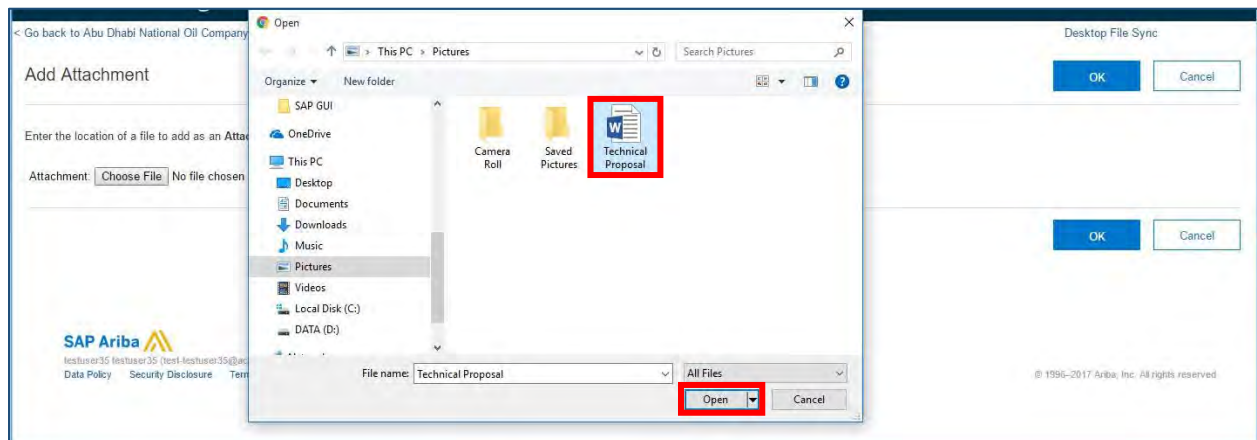 < Go back to Abu Dhabi National Oil Company
Desktop File Sync
Add Attachment
OK
Cancel
Enter the location of a file to add as an
Attachment: Choose File No file chosen
OK
Cancel
Open
This PC > Pictures
Search Pictures
Organize
New folder
SAP GUI
OneDrive
This PC
Desktop
Documents
Downloads
Music
Pictures
Videos
Local Disk (C:)
DATA (D:)
Camera
Roll
Saved
Pictures
W
Technical
Proposal
File name: Technical Proposal
All Files
Open
Cancel
SAP Ariba
testuser35 testuser35
Data Policy
Security Disclosure
© 1996–2017 Ariba, Inc. All rights reserved.